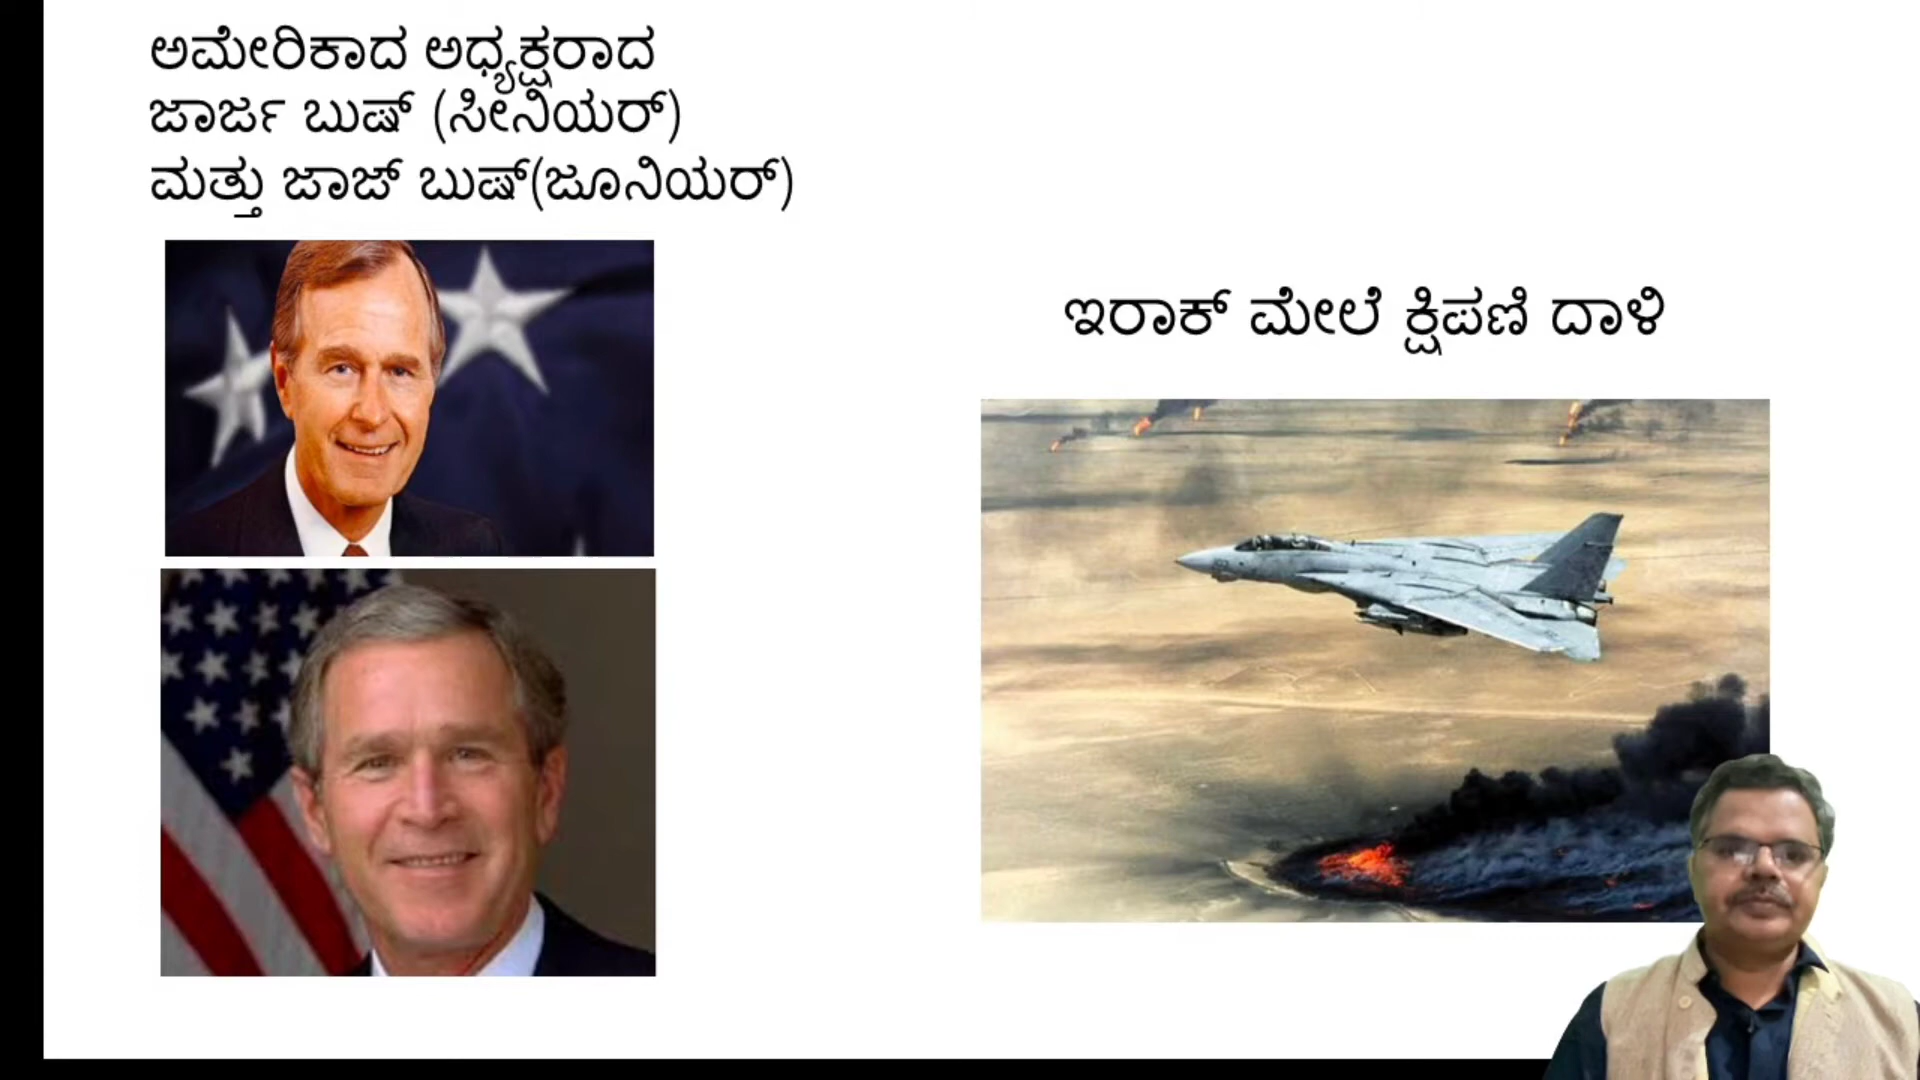 ಅಮೇರಿಕಾದ ಅಧ್ಯಕ್ಷರಾದ
ಜಾರ್ಜ ಬುಷ್ (ಸೀನಿಯರ್)
ಮತ್ತು ಜಾಜ್ ಬುಷ್(ಜೂನಿಯರ್)
ಇರಾಕ್ ಮೇಲೆ ಕ್ಷಿಪಣಿ ದಾಳಿ